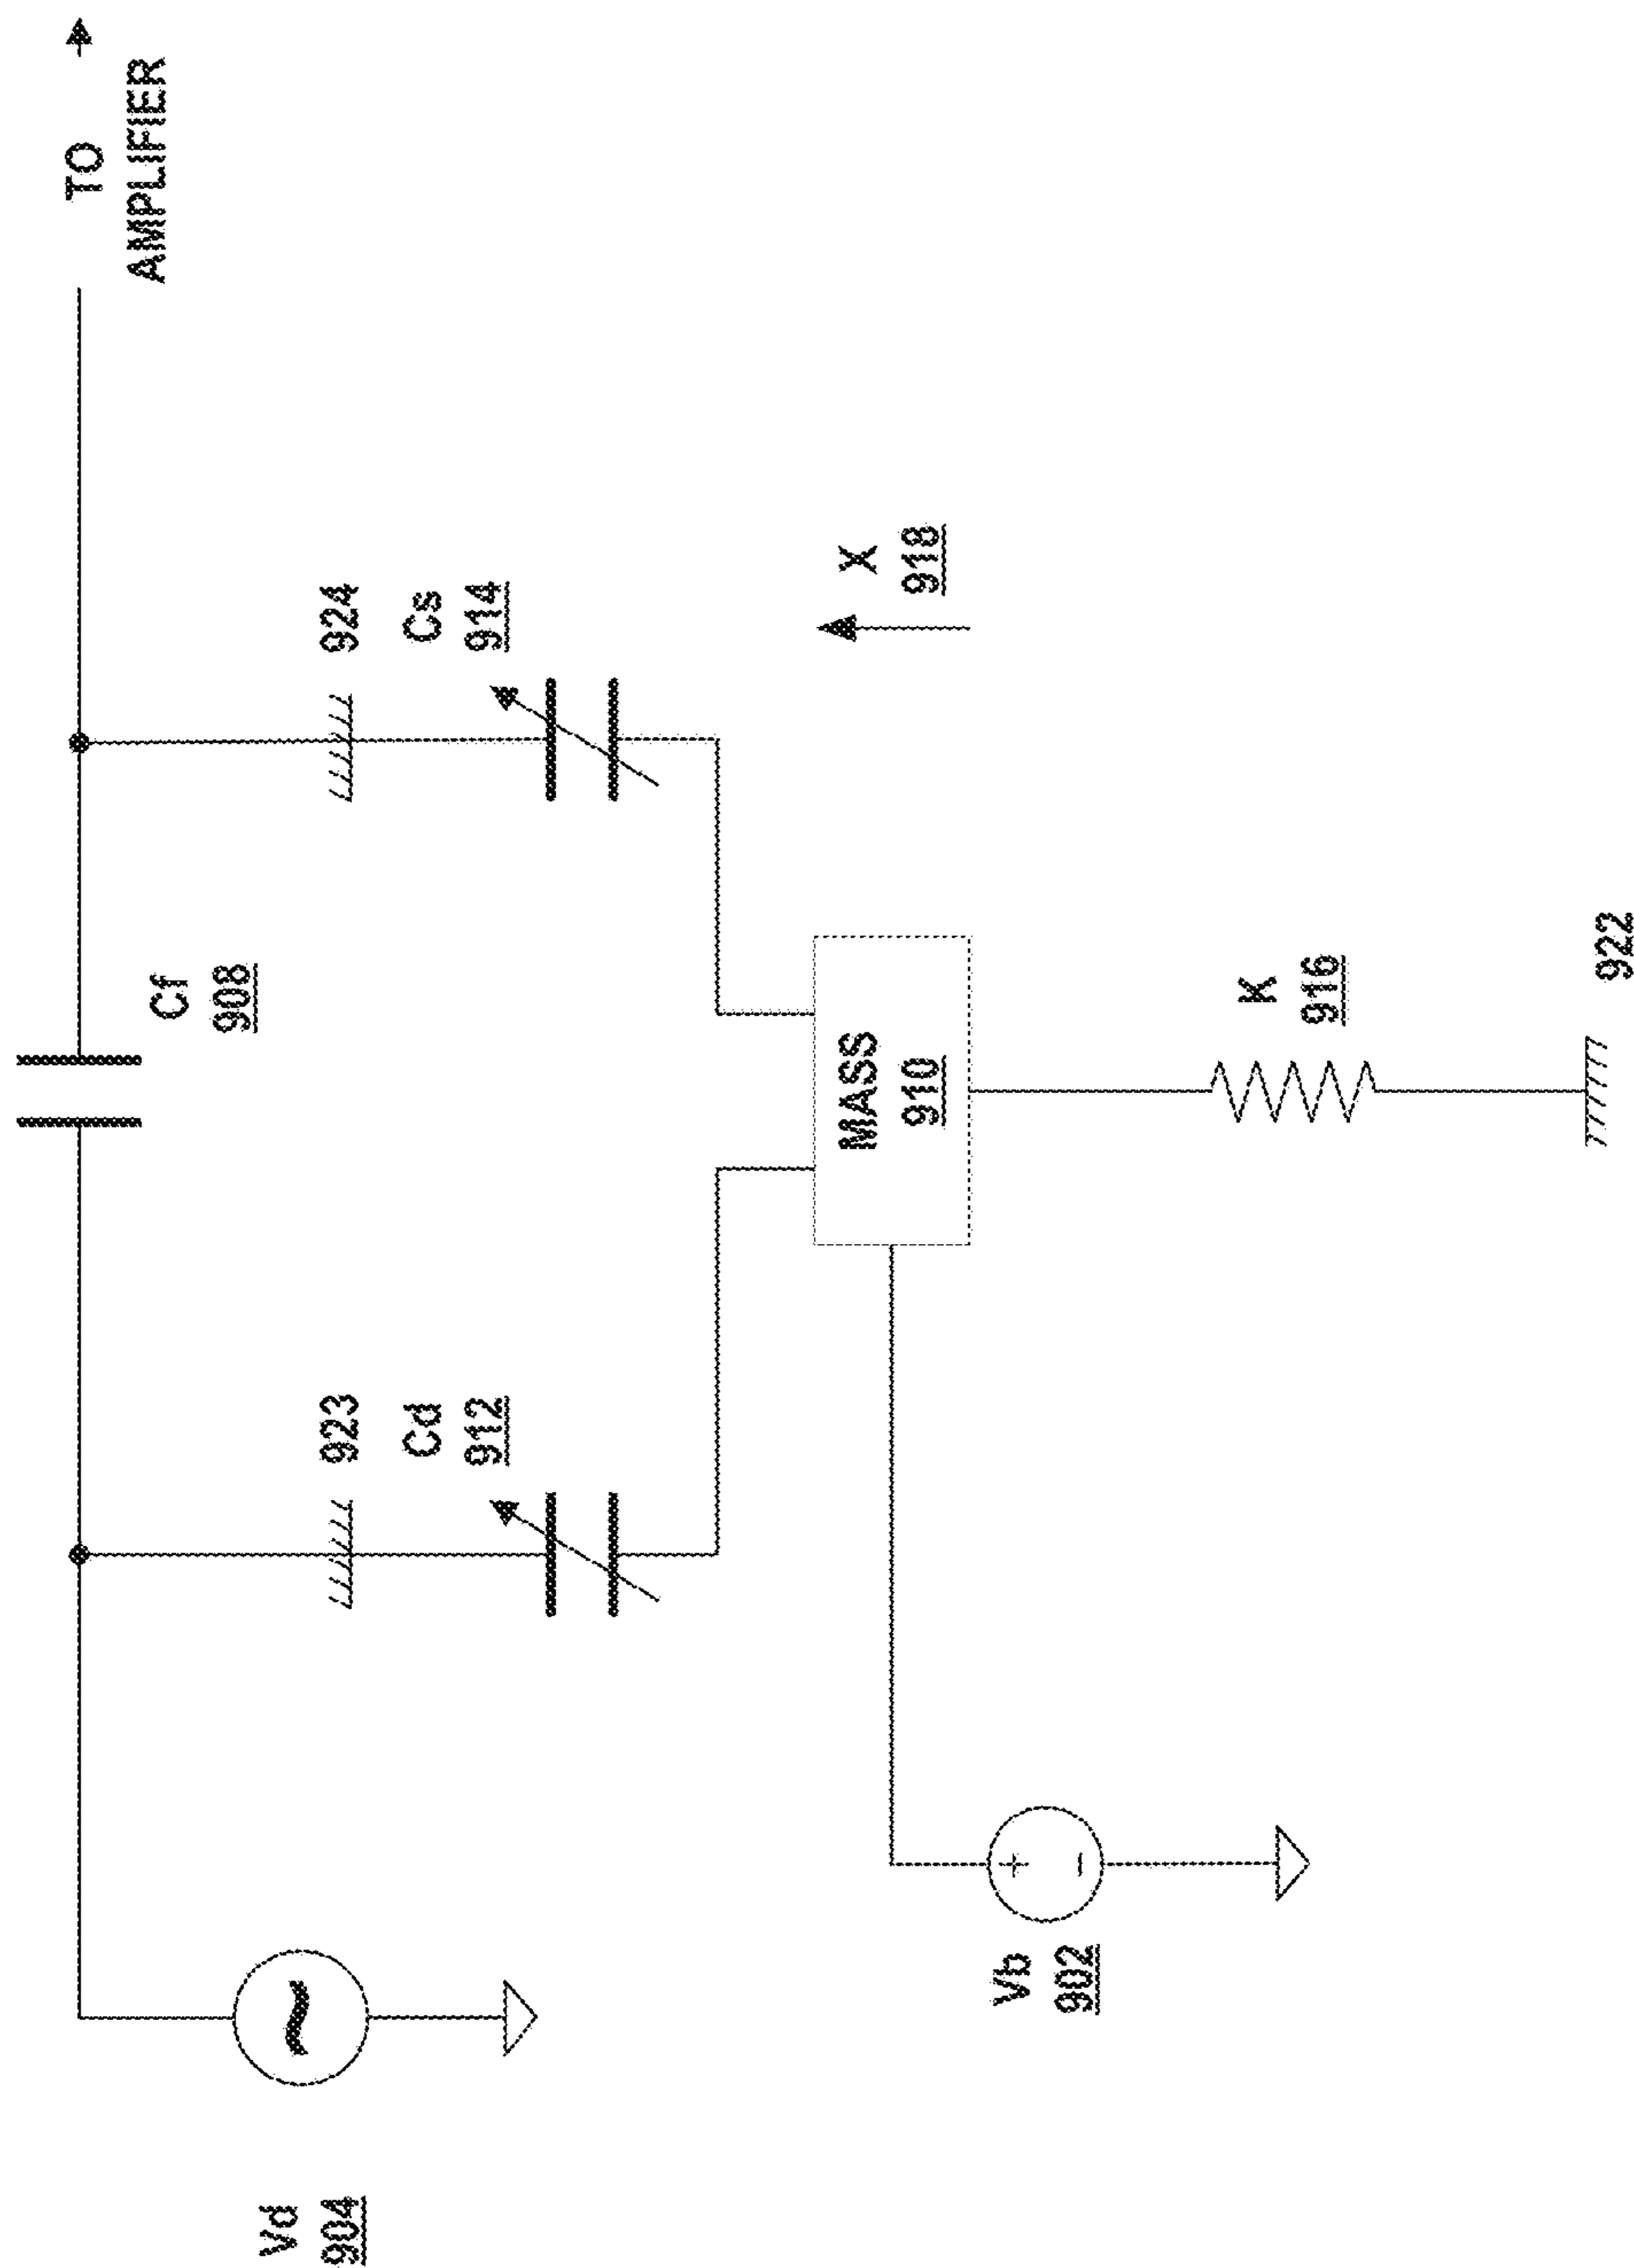 TO
AMPLIFIER
Cf
908
923
Cd
912
924
Cs
914
X
918
MASS
910
K
916
922
Vd
904
Vb
902
+
-